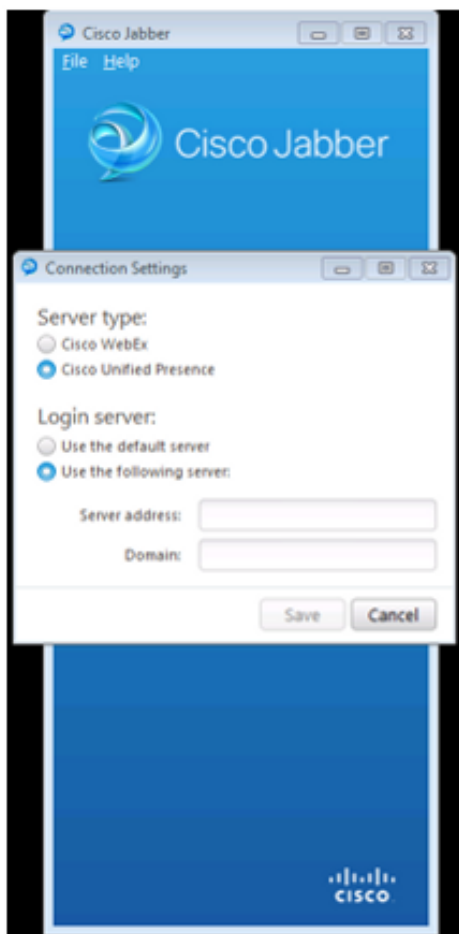 Cisco Jabber
File Help
Cisco Jabber
Connection Settings
Server type:
Cisco WebEx
Cisco Unified Presence
Login server:
Use the default server
Use the following server:
Server address:
Domain:
Save Cancel
CISCO